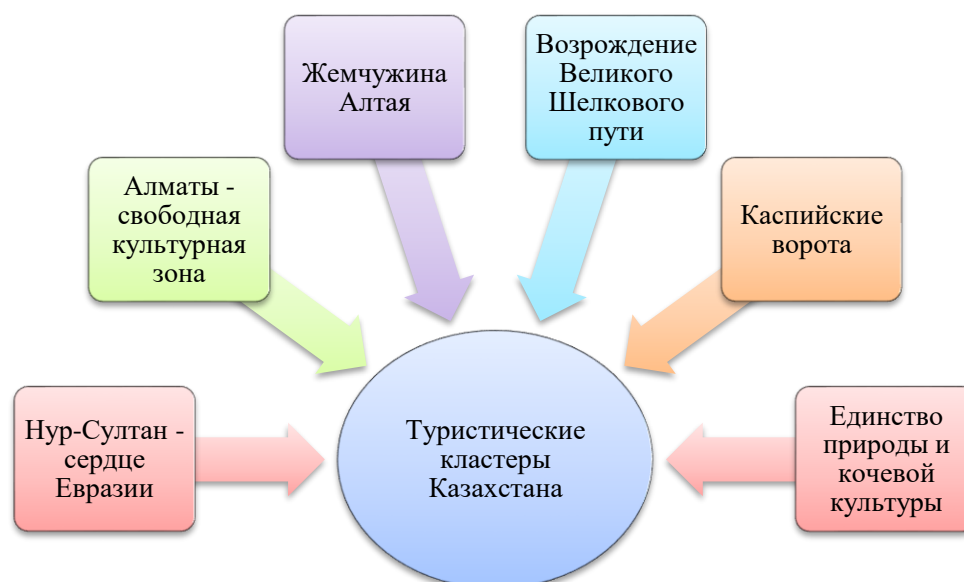 Жемчужина
Алтая
Возрождение
Великого
Шелкового
пути
Алматы -
свободная
культурная
зона
Каспийские
ворота
Нур-Султан -
сердце
Евразии
Туристические
кластеры
Казахстана
Единство
природы и
кочевой
культуры